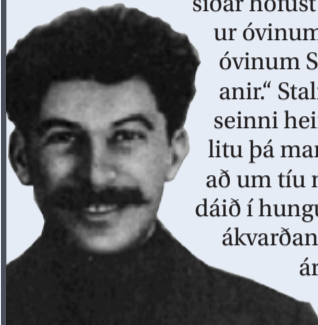 síðar hófust
ur óvinum
óvinum S
anir.“ Stal
seinni hei
litu þá mar
að um tíu r
dáið í hungu
ákvarðan
ár